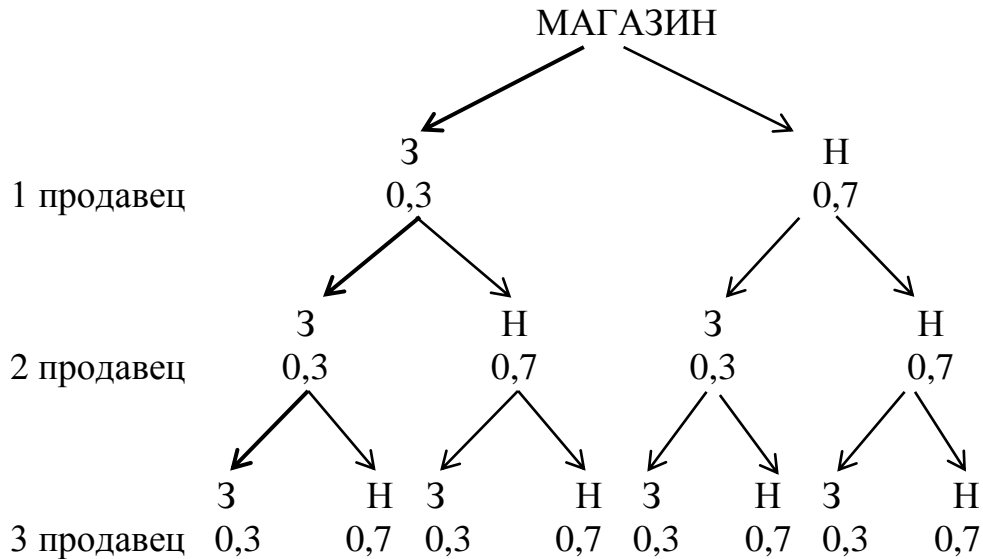 МАГАЗИН
З Н
1 продавец 0,3 0,7
З Н З Н
2 продавец 0,3 0,7 0,3 0,7
З Н З Н З Н З Н
3 продавец 0,3 0,7 0,3 0,7 0,3 0,7 0,3 0,7